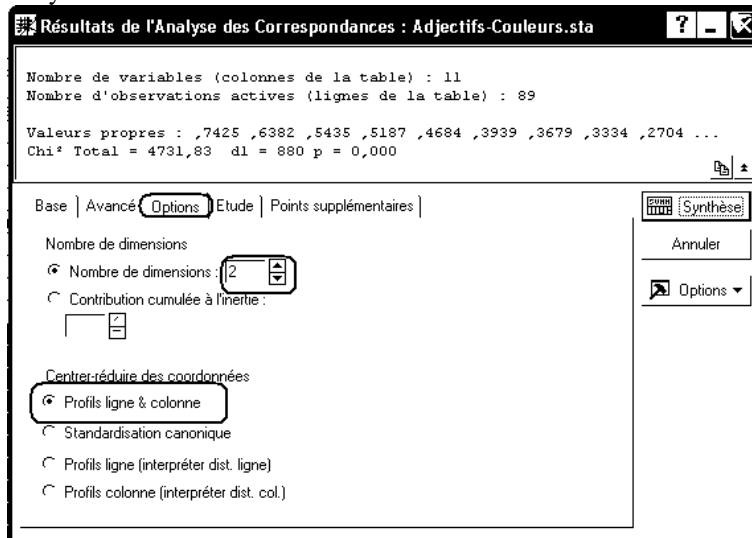 Résultats de l'Analyse des Correspondances : Adjectifs-Couleurs.sta
Nombre de variables (colonnes de la table) : 11
Nombre d'observations actives (lignes de la table) : 89
Valeurs propres : ,7425 ,6382 ,5435 ,5187 ,4684 ,3939 ,3679 ,3334 ,2704 ...
Chi² Total = 4731,83 dl = 880 p = 0,000
Base Avancé Options Etude Points supplémentaires
Synthèse
Nombre de dimensions
Annuler
Nombre de dimensions : 2
Options
Contribution cumulée à l'inertie :
Centrer-réduire des coordonnées
Profils ligne & colonne
Standardisation canonique
Profils ligne (interpréter dist. ligne)
Profils colonne (interpréter dist. col.)